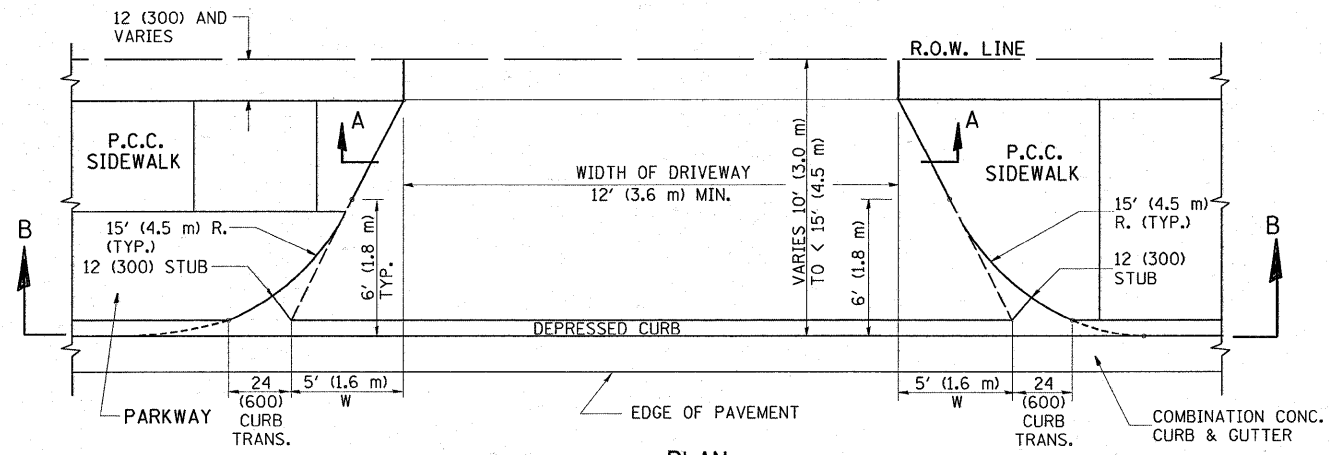 12 (300) AND
VARIES
R.O.W. LINE
A
A
P.C.C.
SIDEWALK
P.C.C.
SIDEWALK
WIDTH OF DRIVEWAY
12' (3.6 m) MIN.
VARIES 10' (3.0 m)
TO < 15' (4.5 m)
15' (4.5 m) R.
(TYP.)
12 (300) STUB
6' (1.8 m)
TYP.
6' (1.8 m)
15' (4.5 m)
R. (TYP.)
12 (300)
STUB
B
B
DEPRESSED CURB
24
(600)
CURB
TRANS.
5' (1.6 m)
W
5' (1.6 m)
W
24
(600)
CURB
TRANS.
PARKWAY
EDGE OF PAVEMENT
COMBINATION CONC.
CURB & GUTTER
PLAN